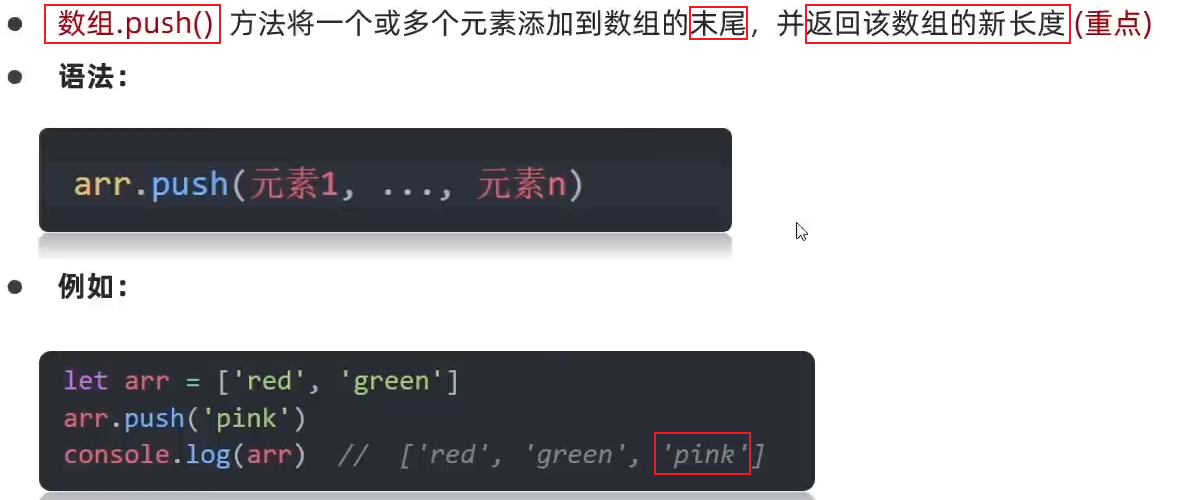 数组.push() 方法将一个或多个元素添加到数组的末尾，并返回该数组的新长度 (重点)
语法：
arr.push(元素1, ..., 元素n)
例如：
let arr = ['red', 'green']
arr.push('pink')
console.log(arr)  //  ['red', 'green', 'pink']